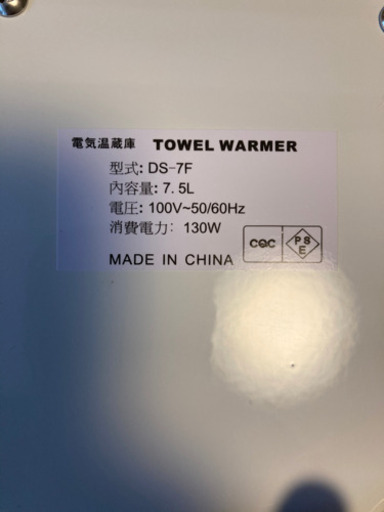 電気温蔵庫 TOWEL WARMER
型式: DS-7F
内容量: 7.5L
電圧: 100V~50/60Hz
消費電力: 130W
MADE IN CHINA
CQC
PSE